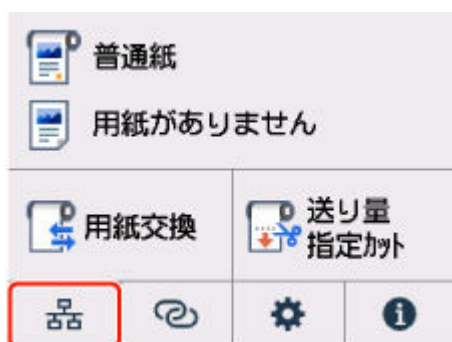 普通紙
用紙がありません
用紙交換
送り量
指定ｶｯﾄ